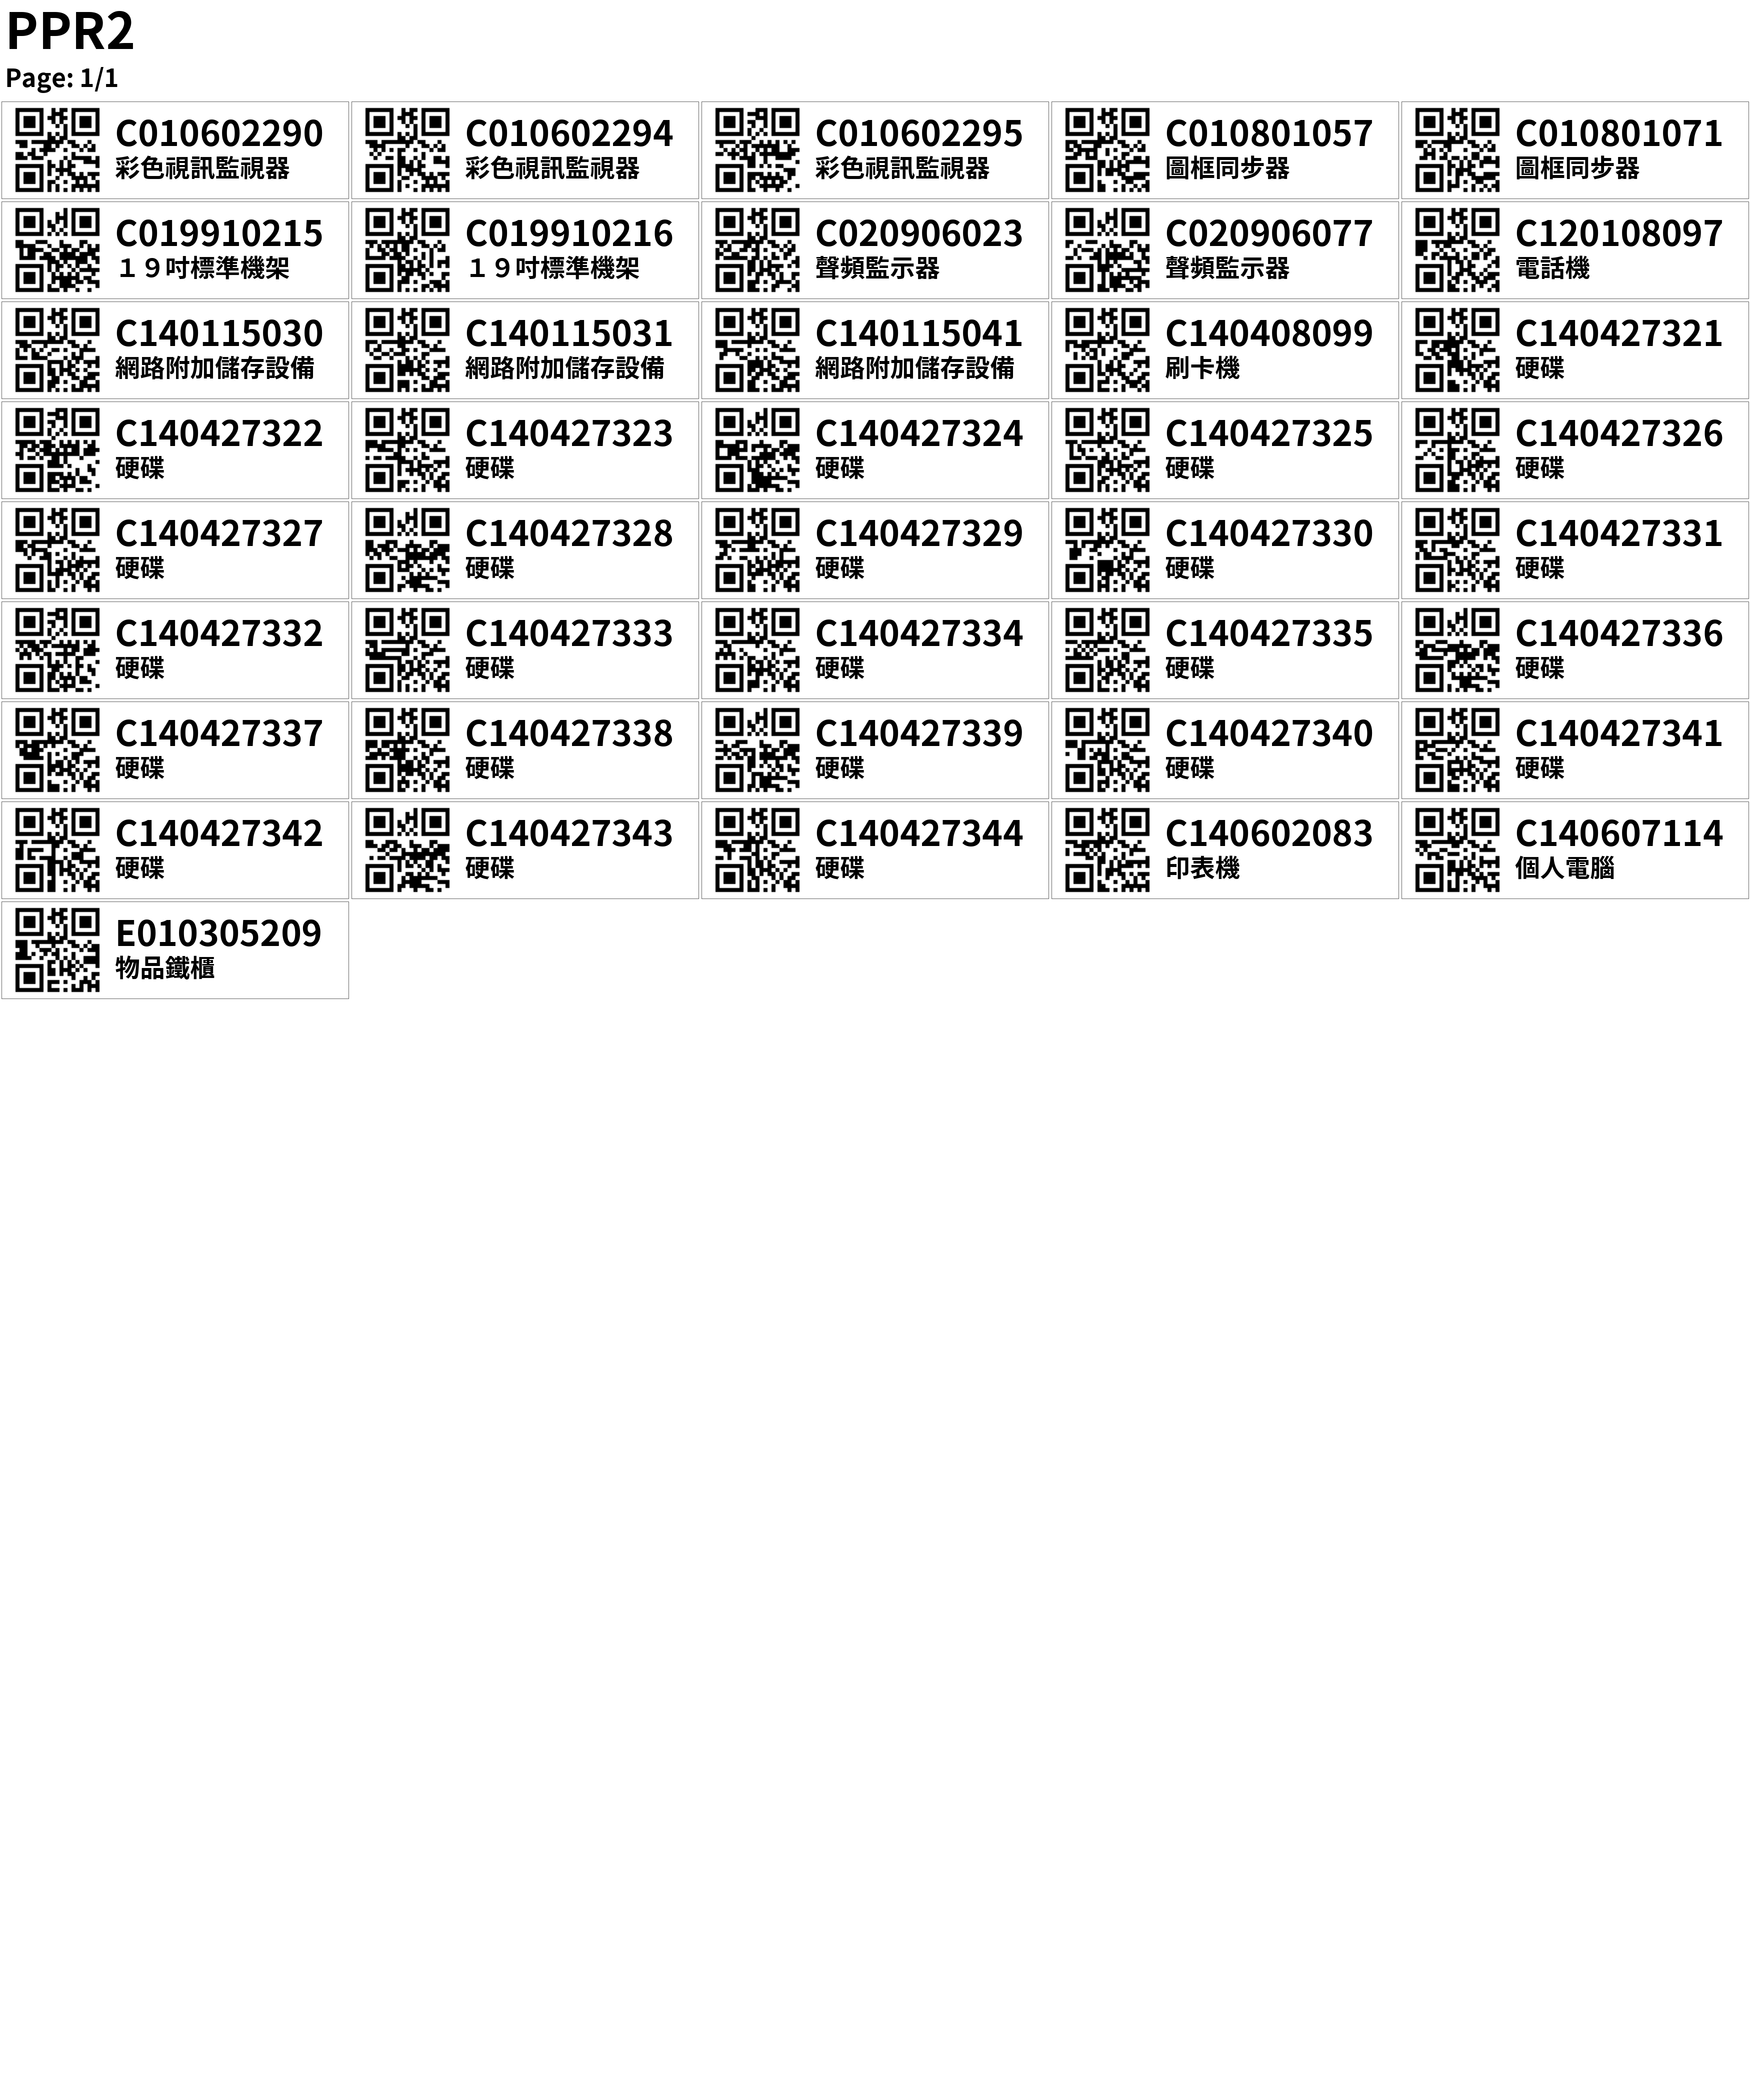 PPR2
Page: 1/1
C010602290
彩色視訊監視器
C010602294
彩色視訊監視器
C010602295
彩色視訊監視器
C010801057
圖框同步器
C010801071
圖框同步器
C019910215
１９吋標準機架
C019910216
１９吋標準機架
C020906023
聲頻監示器
C020906077
聲頻監示器
C120108097
電話機
C140115030
網路附加儲存設備
C140115031
網路附加儲存設備
C140115041
網路附加儲存設備
C140408099
刷卡機
C140427321
硬碟
C140427322
硬碟
C140427323
硬碟
C140427324
硬碟
C140427325
硬碟
C140427326
硬碟
C140427327
硬碟
C140427328
硬碟
C140427329
硬碟
C140427330
硬碟
C140427331
硬碟
C140427332
硬碟
C140427333
硬碟
C140427334
硬碟
C140427335
硬碟
C140427336
硬碟
C140427337
硬碟
C140427338
硬碟
C140427339
硬碟
C140427340
硬碟
C140427341
硬碟
C140427342
硬碟
C140427343
硬碟
C140427344
硬碟
C140602083
印表機
C140607114
個人電腦
E010305209
物品鐵櫃